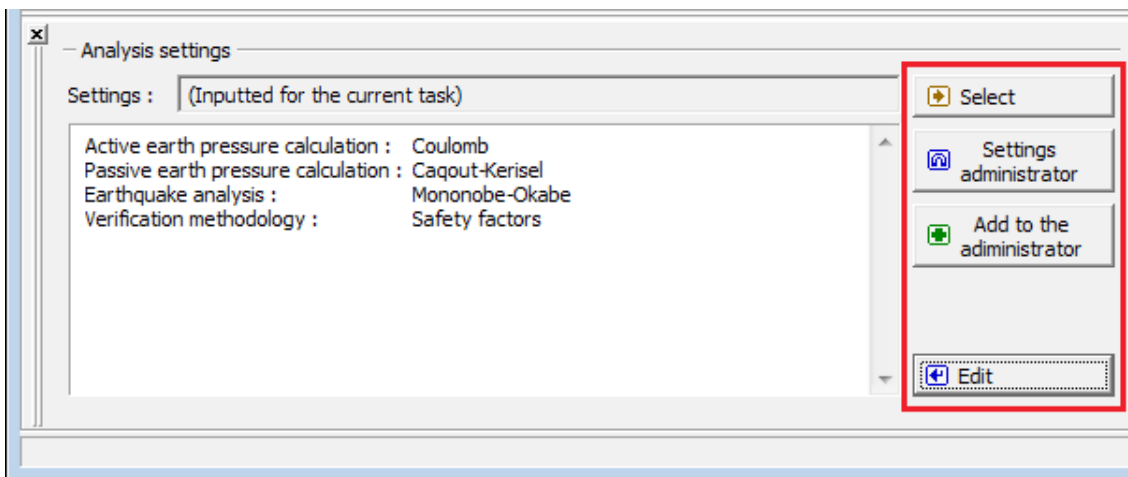 Analysis settings
Settings : (Inputted for the current task)
Active earth pressure calculation : Coulomb
Passive earth pressure calculation : Caqout-Kerisel
Earthquake analysis : Mononobe-Okabe
Verification methodology : Safety factors
Select
Settings
administrator
Add to the
adiministrator
Edit